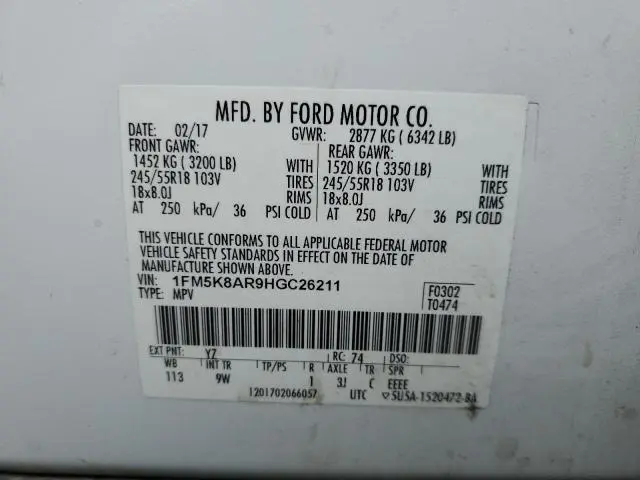 MFD. BY FORD MOTOR CO.
DATE: 02/17 GVWR: 2877 KG ( 6342 LB)
FRONT GAWR: REAR GAWR:
1452 KG ( 3200 LB) WITH 1520 KG ( 3350 LB) WITH
245/55R18 103V TIRES 245/55R18 103V TIRES
18x8.0J RIMS 18x8.0J RIMS
AT 250 kPa/ 36 PSI COLD AT 250 kPa/ 36 PSI COLD
THIS VEHICLE CONFORMS TO ALL APPLICABLE FEDERAL MOTOR
VEHICLE SAFETY STANDARDS IN EFFECT ON THE DATE OF
MANUFACTURE SHOWN ABOVE.
VIN: 1FM5K8AR9HGC26211 F0302
TYPE: MPV T0474
EXT PNT: YZ RC: 74 DSO:
WB INT TR TP/PS R AXLE TR SPR
113 9W 1 3J C EEEE
1201702066057 UTC ▽5U5A-1520472-BA